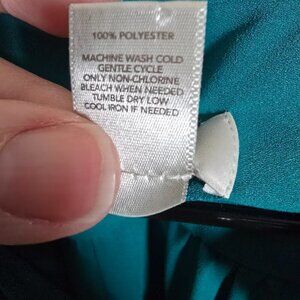 100% POLYESTER
MACHINE WASH COLD
GENTLE CYCLE
ONLY NON-CHLORINE
BLEACH WHEN NEEDED
TUMBLE DRY LOW
COOL IRON IF NEEDED